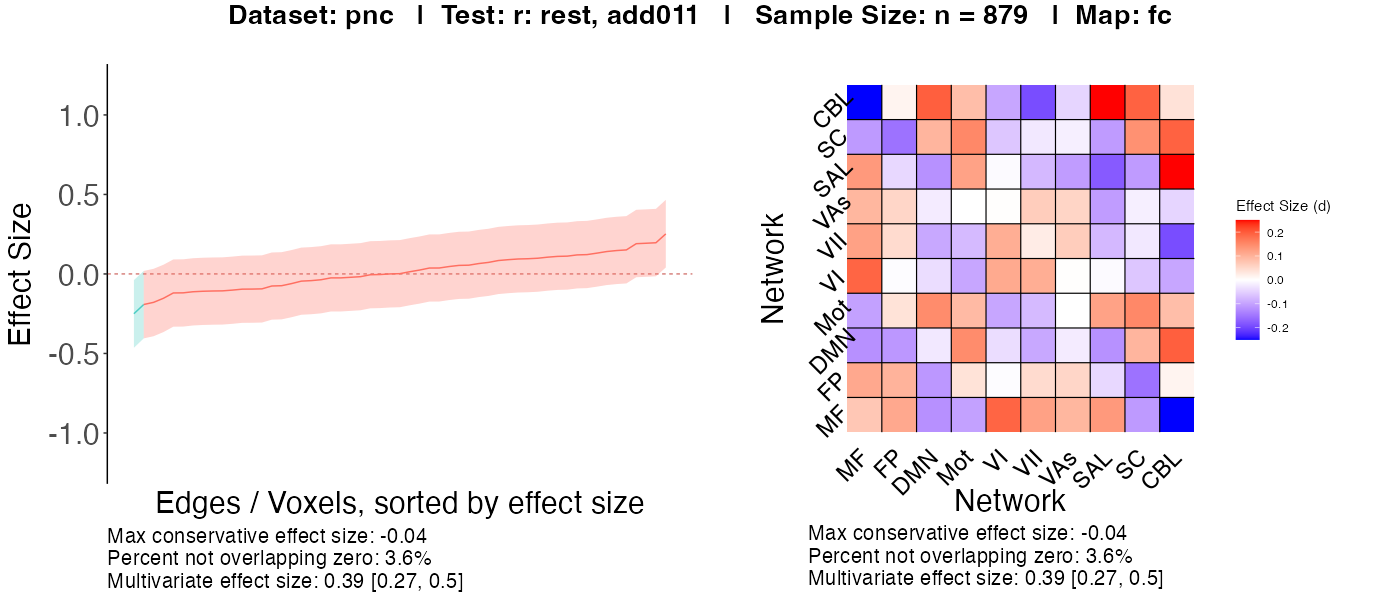 Dataset: pnc | Test: r: rest, add011 | Sample Size: n = 879 | Map: fc
Effect Size
1.0
0.5
0.0
-0.5
-1.0
Edges / Voxels, sorted by effect size
Max conservative effect size: -0.04
Percent not overlapping zero: 3.6%
Multivariate effect size: 0.39 [0.27, 0.5]
Network
CBL
SC
SAL
VAs
VII
VI
Mot
DMN
FP
MF
MF FP DMN Mot VI VII VAs SAL SC CBL
Network
Effect Size (d)
0.2
0.1
0.0
-0.1
-0.2
Max conservative effect size: -0.04
Percent not overlapping zero: 3.6%
Multivariate effect size: 0.39 [0.27, 0.5]